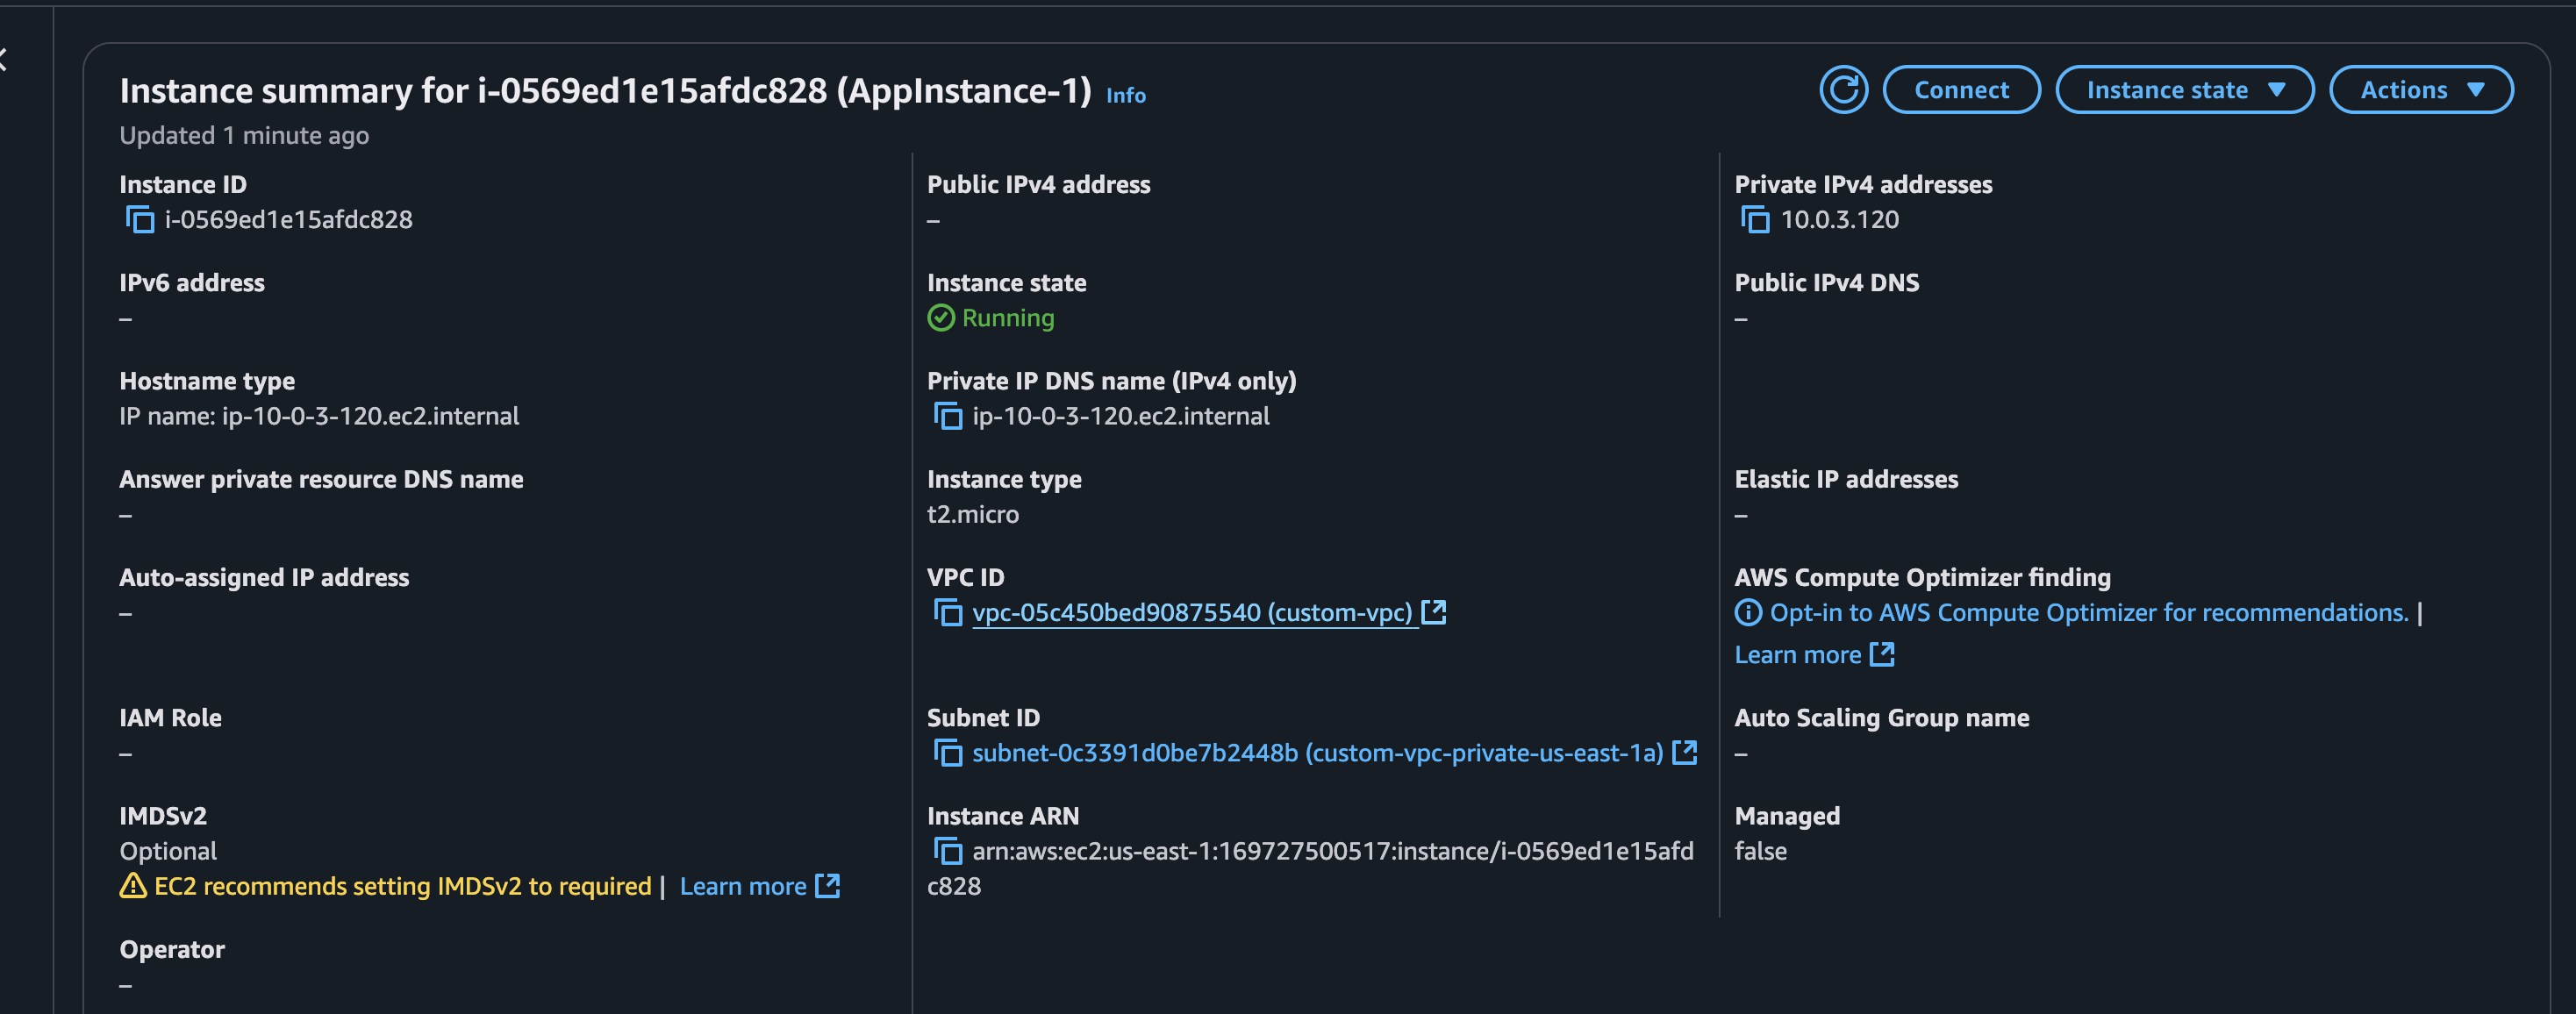 Instance summary for i-0569ed1e15afdc828 (AppInstance-1) Info
Connect
Instance state
Actions
Updated 1 minute ago
Instance ID
i-0569ed1e15afdc828
Public IPv4 address
–
Private IPv4 addresses
10.0.3.120
IPv6 address
–
Instance state
Running
Public IPv4 DNS
–
Hostname type
IP name: ip-10-0-3-120.ec2.internal
Private IP DNS name (IPv4 only)
ip-10-0-3-120.ec2.internal
Answer private resource DNS name
–
Instance type
t2.micro
Elastic IP addresses
–
Auto-assigned IP address
–
VPC ID
vpc-05c450bed90875540 (custom-vpc)
AWS Compute Optimizer finding
Opt-in to AWS Compute Optimizer for recommendations. |
Learn more
IAM Role
–
Subnet ID
subnet-0c3391d0be7b2448b (custom-vpc-private-us-east-1a)
Auto Scaling Group name
–
IMDSv2
Optional
EC2 recommends setting IMDSv2 to required | Learn more
Instance ARN
arn:aws:ec2:us-east-1:169727500517:instance/i-0569ed1e15afd
c828
Managed
false
Operator
–